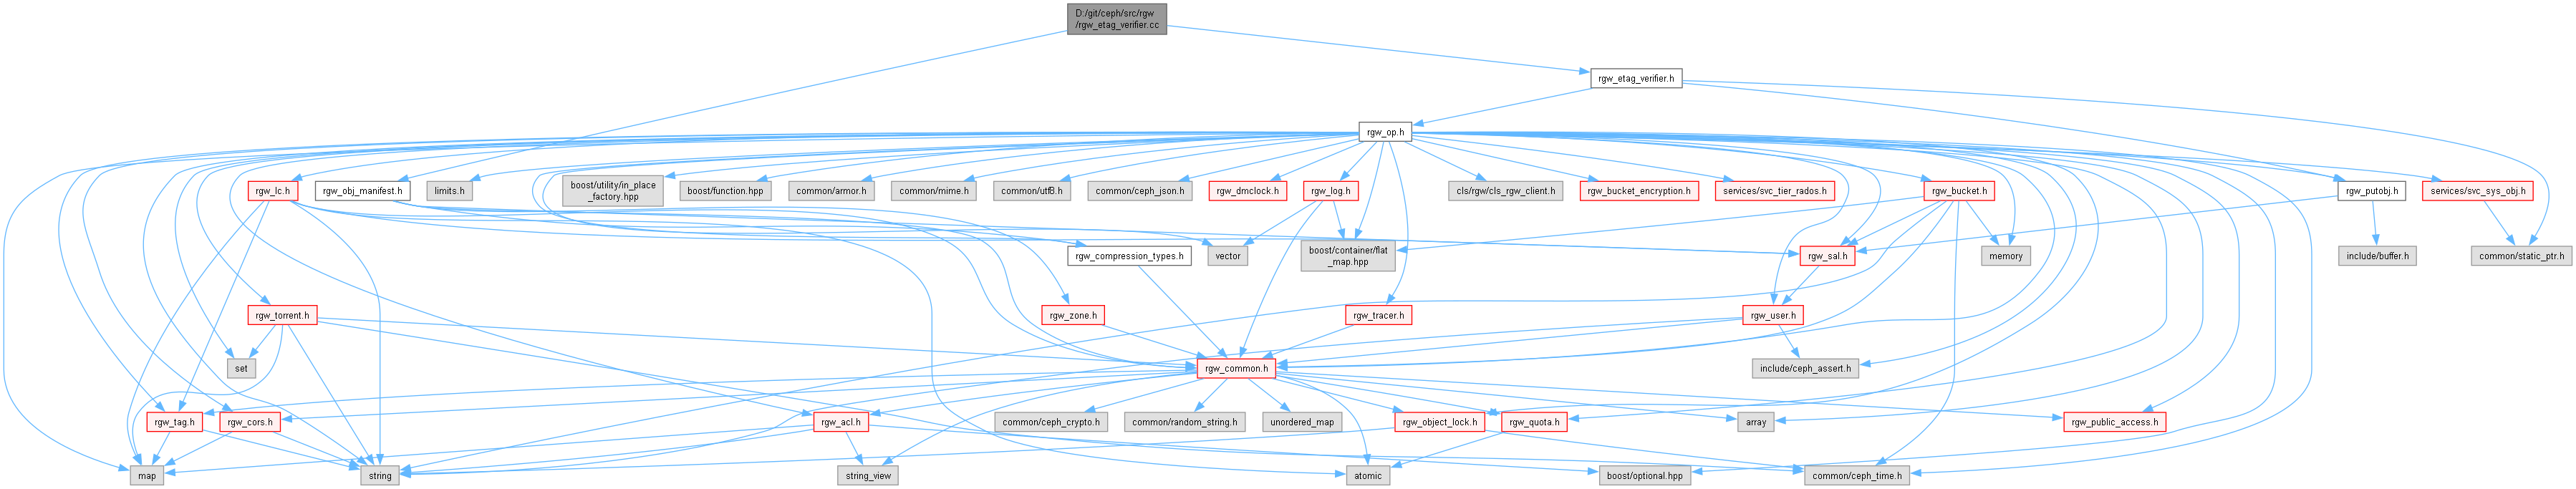 D:/git/ceph/src/rgw
/rgw_etag_verifier.cc
rgw_etag_verifier.h
rgw_op.h
rgw_lc.h
rgw_obj_manifest.h
limits.h
boost/utility/in_place
_factory.hpp
boost/function.hpp
common/armor.h
common/mime.h
common/utf8.h
common/ceph_json.h
rgw_dmclock.h
rgw_log.h
cls/rgw/cls_rgw_client.h
rgw_bucket_encryption.h
services/svc_tier_rados.h
rgw_bucket.h
rgw_putobj.h
services/svc_sys_obj.h
rgw_compression_types.h
vector
boost/container/flat
_map.hpp
rgw_sal.h
memory
include/buffer.h
common/static_ptr.h
rgw_torrent.h
rgw_zone.h
rgw_tracer.h
rgw_user.h
set
rgw_common.h
include/ceph_assert.h
rgw_tag.h
rgw_cors.h
rgw_acl.h
common/ceph_crypto.h
common/random_string.h
unordered_map
rgw_object_lock.h
rgw_quota.h
array
rgw_public_access.h
map
string
string_view
atomic
boost/optional.hpp
common/ceph_time.h